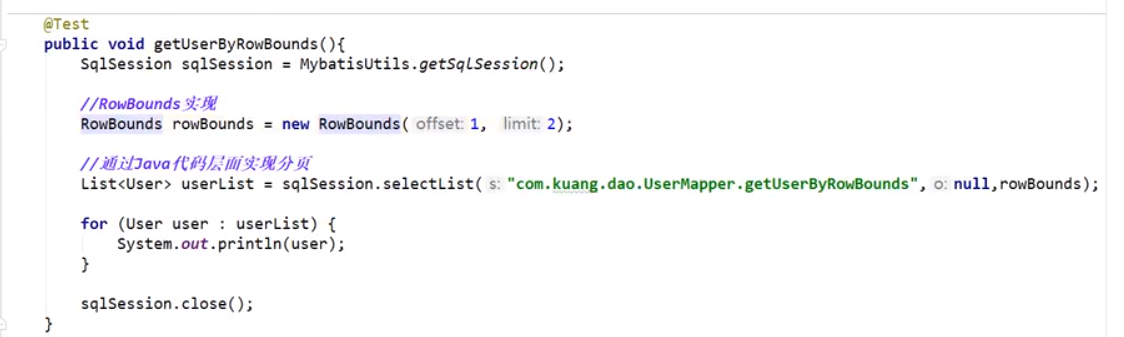 @Test
public void getUserByRowBounds(){
SqlSession sqlSession = MybatisUtils.getSqlSession();
//RowBounds实现
RowBounds rowBounds = new RowBounds( offset: 1, limit: 2);
//通过Java代码层面实现分页
List<User> userList = sqlSession.selectList( s: "com.kuang.dao.UserMapper.getUserByRowBounds", o: null,rowBounds);
for (User user : userList) {
System.out.println(user);
}
sqlSession.close();
}